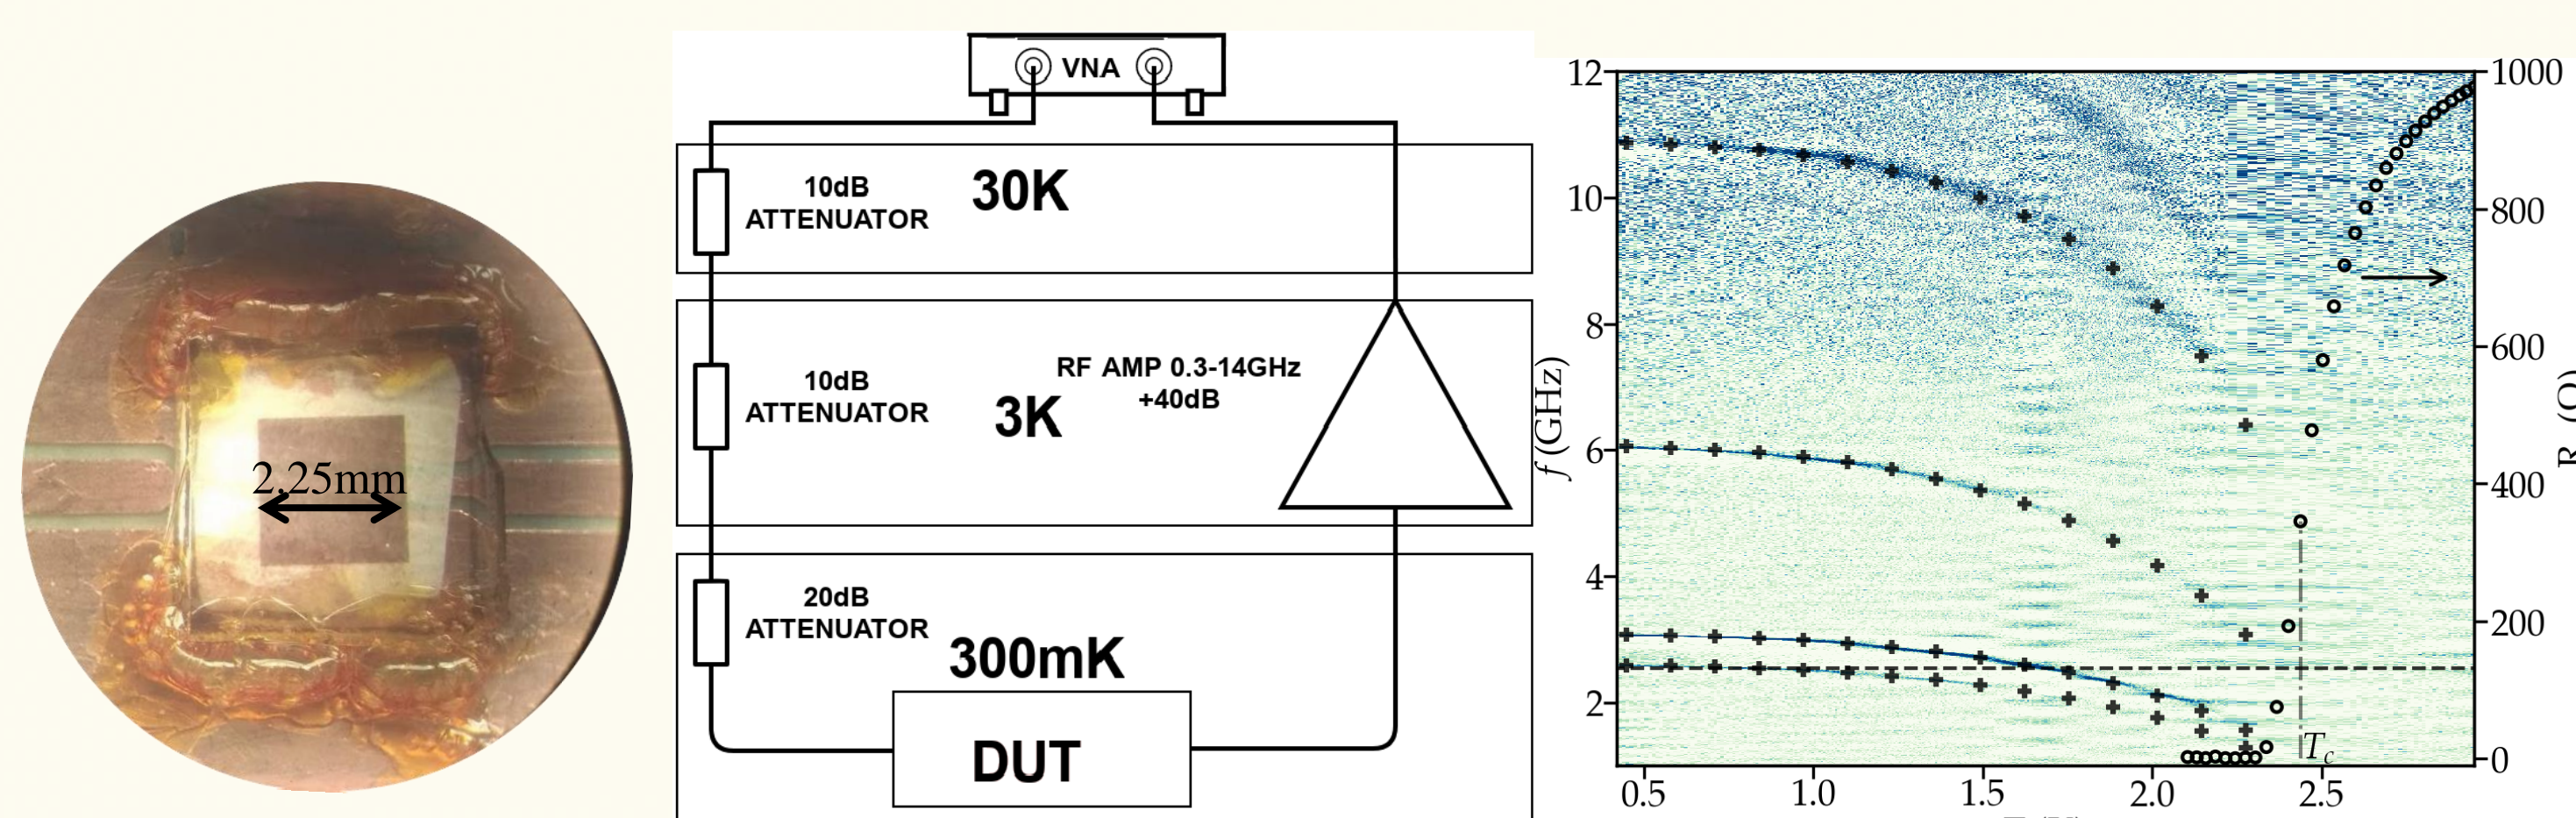 2.25mm
VNA
10dB
ATTENUATOR
30K
10dB
ATTENUATOR
RF AMP 0.3-14GHz
+40dB
3K
20dB
ATTENUATOR
300mK
DUT
f (GHz)
12
10
8
6
4
2
0.5
1.0
1.5
2.0
2.5
T_c
1000
800
600
400
200
0